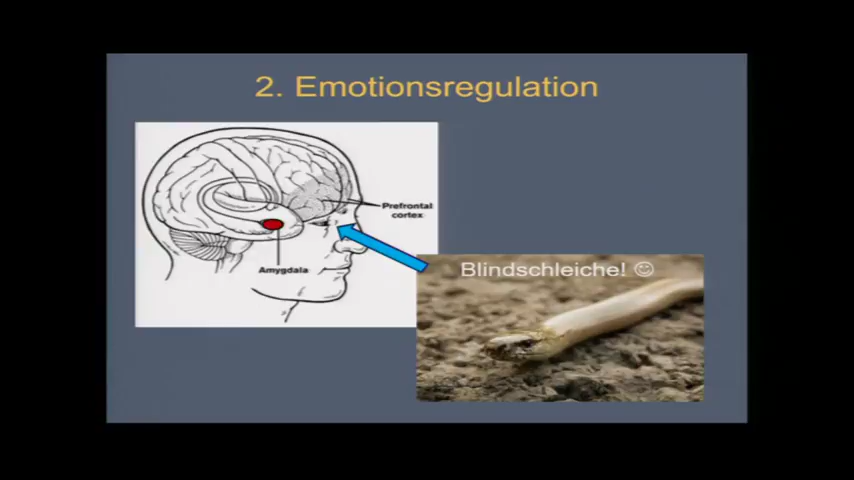 2. Emotionsregulation
Prefrontal
cortex
Amygdala
Blindschleiche! ☺